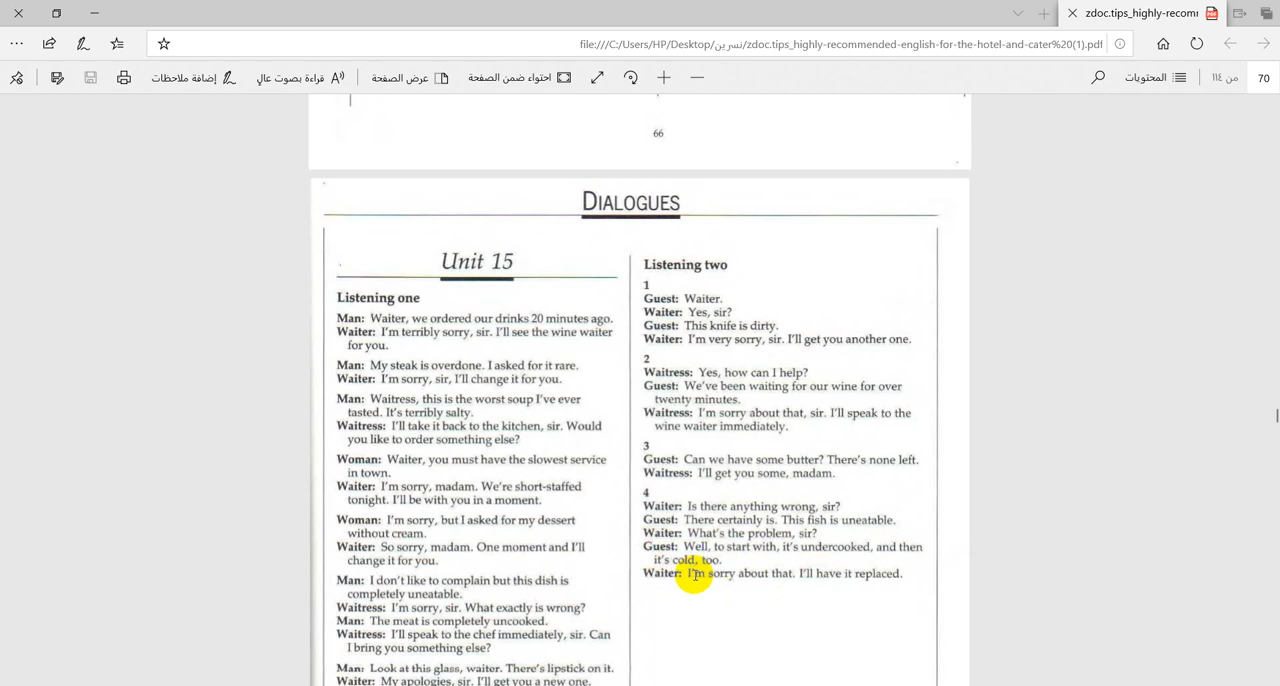 zdoc.tips_highly-recomm
file:///C:/Users/HP/Desktop/نسرين/zdoc.tips_highly-recommended-english-for-the-hotel-and-cater%20(1).pdf
إضافة ملاحظات
قراءة بصوت عالٍ
عرض الصفحة
احتواء ضمن الصفحة
المحتويات
من ١١٤
70
66
DIALOGUES
Unit 15
Listening one
Man: Waiter, we ordered our drinks 20 minutes ago.
Waiter: I'm terribly sorry, sir. I'll see the wine waiter
for you.
Man: My steak is overdone. I asked for it rare.
Waiter: I'm sorry, sir, I'll change it for you.
Man: Waitress, this is the worst soup I've ever
tasted. It's terribly salty.
Waitress: I'll take it back to the kitchen, sir. Would
you like to order something else?
Woman: Waiter, you must have the slowest service
in town.
Waiter: I'm sorry, madam. We're short-staffed
tonight. I'll be with you in a moment.
Woman: I'm sorry, but I asked for my dessert
without cream.
Waiter: So sorry, madam. One moment and I'll
change it for you.
Man: I don't like to complain but this dish is
completely uneatable.
Waitress: I'm sorry, sir. What exactly is wrong?
Man: The meat is completely uncooked.
Waitress: I'll speak to the chef immediately, sir. Can
I bring you something else?
Man: Look at this glass, waiter. There's lipstick on it.
Waiter: My apologies, sir. I'll get you a new one.
Listening two
1
Guest: Waiter.
Waiter: Yes, sir?
Guest: This knife is dirty.
Waiter: I'm very sorry, sir. I'll get you another one.
2
Waitress: Yes, how can I help?
Guest: We've been waiting for our wine for over
twenty minutes.
Waitress: I'm sorry about that, sir. I'll speak to the
wine waiter immediately.
3
Guest: Can we have some butter? There's none left.
Waitress: I'll get you some, madam.
4
Waiter: Is there anything wrong, sir?
Guest: There certainly is. This fish is uneatable.
Waiter: What's the problem, sir?
Guest: Well, to start with, it's undercooked, and then
it's cold, too.
Waiter: I'm sorry about that. I'll have it replaced.